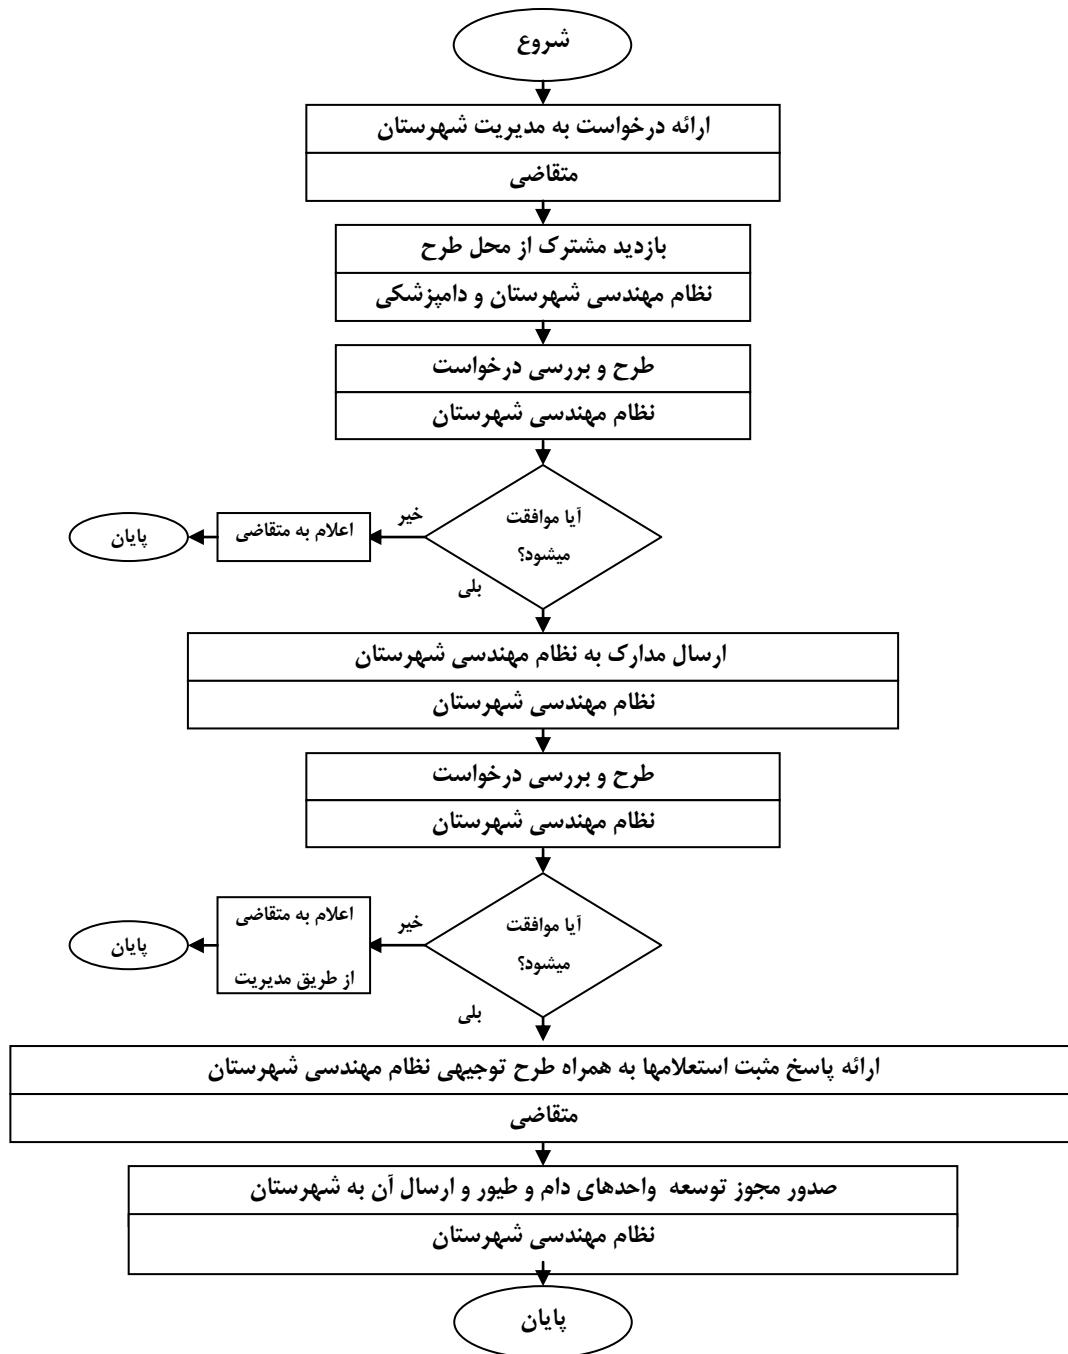 شروع
ارائه درخواست به مدیریت شهرستان
متقاضی
بازدید مشترک از محل طرح
نظام مهندسی شهرستان و دامپزشکی
طرح و بررسی درخواست
نظام مهندسی شهرستان
آیا موافقت
میشود؟
خیر
اعلام به متقاضی
پایان
بلی
ارسال مدارک به نظام مهندسی شهرستان
نظام مهندسی شهرستان
طرح و بررسی درخواست
نظام مهندسی شهرستان
آیا موافقت
میشود؟
خیر
اعلام به متقاضی
از طریق مدیریت
پایان
بلی
ارائه پاسخ مثبت استعلامها به همراه طرح توجیهی نظام مهندسی شهرستان
متقاضی
صدور مجوز توسعه واحدهای دام و طیور و ارسال آن به شهرستان
نظام مهندسی شهرستان
پایان